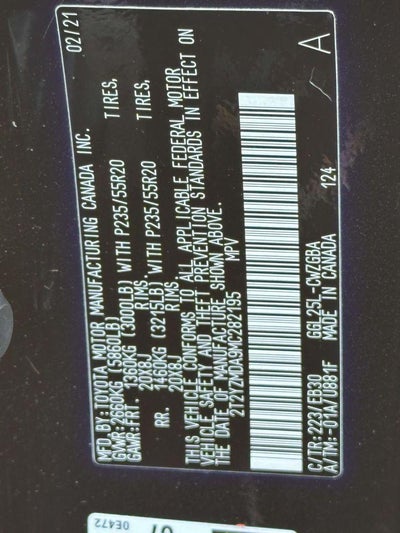 MFD.BY:TOYOTA MOTOR MANUFACTURING CANADA INC. 02/21
GVWR:2660KG (5860LB)
GAWR:FRT. 1360KG (3000LB) WITH P235/55R20 TIRES,
20X8J RIMS
RR. 1460KG (3215LB) WITH P235/55R20 TIRES,
20X8J RIMS
THIS VEHICLE CONFORMS TO ALL APPLICABLE FEDERAL MOTOR
VEHICLE SAFETY AND THEFT PREVENTION STANDARDS IN EFFECT ON
THE DATE OF MANUFACTURE SHOWN ABOVE.
2T2YZMDA9MC282195 MPV
C/TR:223/EB30 GGL25L-CWZGBA
A/TM:-01A/U881F MADE IN CANADA 124 A
0E472